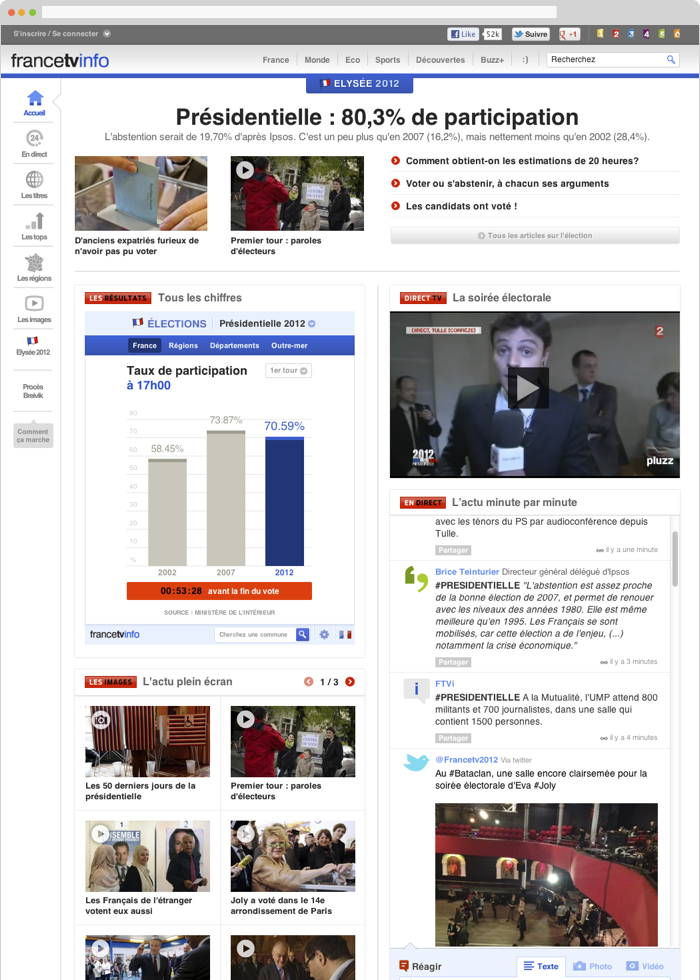 S'inscrire / Se connecter
Like 52k Suivre +1 1 2 3 4 5 ô
francetvinfo
France Monde Eco Sports Découvertes Buzz+ :)
Recherchez
ELYSÉE 2012
Accueil
24
En direct
Les titres
Les tops
Les régions
Les images
Elysée 2012
Procès
Breivik
Comment
ça marche
Présidentielle : 80,3% de participation
L'abstention serait de 19,70% d'après Ipsos. C'est un peu plus qu'en 2007 (16,2%), mais nettement moins qu'en 2002 (28,4%).
D'anciens expatriés furieux de
n'avoir pas pu voter
Premier tour : paroles
d'électeurs
Comment obtient-on les estimations de 20 heures?
Voter ou s'abstenir, à chacun ses arguments
Les candidats ont voté !
Tous les articles sur l'élection
LES RÉSULTATS Tous les chiffres
ÉLECTIONS Présidentielle 2012
France Régions Départements Outre-mer
Taux de participation
à 17h00
1er tour
80
70
60
50
40
30
20
10
%
58.45%
73.87%
70.59%
2002 2007 2012
00:53:28 avant la fin du vote
SOURCE : MINISTÈRE DE L'INTÉRIEUR
francetvinfo
Cherchez une commune
LES IMAGES L'actu plein écran
1 / 3
Les 50 derniers jours de la
présidentielle
Premier tour : paroles
d'électeurs
1 2
ENSEMBLE
Les Français de l'étranger
votent eux aussi
Joly a voté dans le 14e
arrondissement de Paris
DIRECT TV La soirée électorale
DIRECT, TULLE (CORREZE)
2
2012
pluzz
EN DIRECT L'actu minute par minute
avec les ténors du PS par audioconférence depuis
Tulle.
Partager
il y a une minute
Brice Teinturier Directeur général délégué d'Ipsos
#PRESIDENTIELLE "L'abstention est assez proche
de la bonne élection de 2007, et permet de renouer
avec les niveaux des années 1980. Elle est même
meilleure qu'en 1995. Les Français se sont
mobilisés, car cette élection a de l'enjeu, (...)
notamment la crise économique."
Partager
il y a 3 minutes
i
FTVi
#PRESIDENTIELLE A la Mutualité, l'UMP attend 800
militants et 700 journalistes, dans une salle qui
contient 1500 personnes.
Partager
il y a 4 minutes
@Francetv2012 Via twitter
Au #Bataclan, une salle encore clairsemée pour la
soirée électorale d'Eva #Joly
Réagir
Texte Photo Vidéo